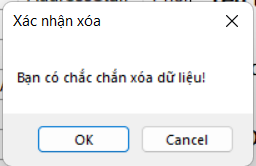 Xác nhận xóa
Bạn có chắc chắn xóa dữ liệu!
OK
Cancel